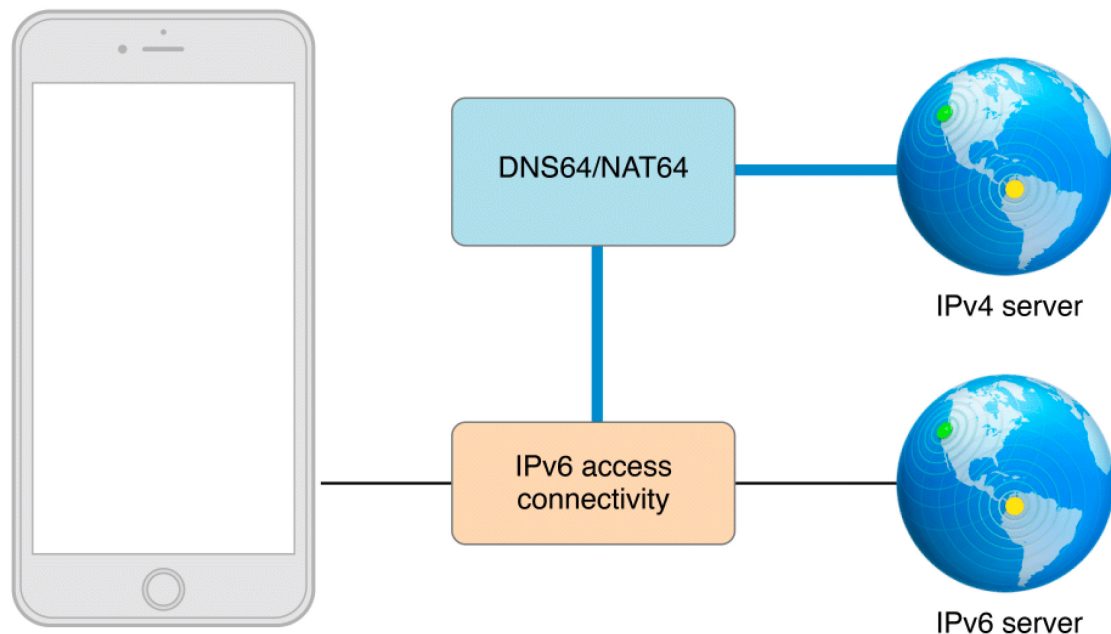 DNS64/NAT64
IPv4 server
IPv6 access
connectivity
IPv6 server